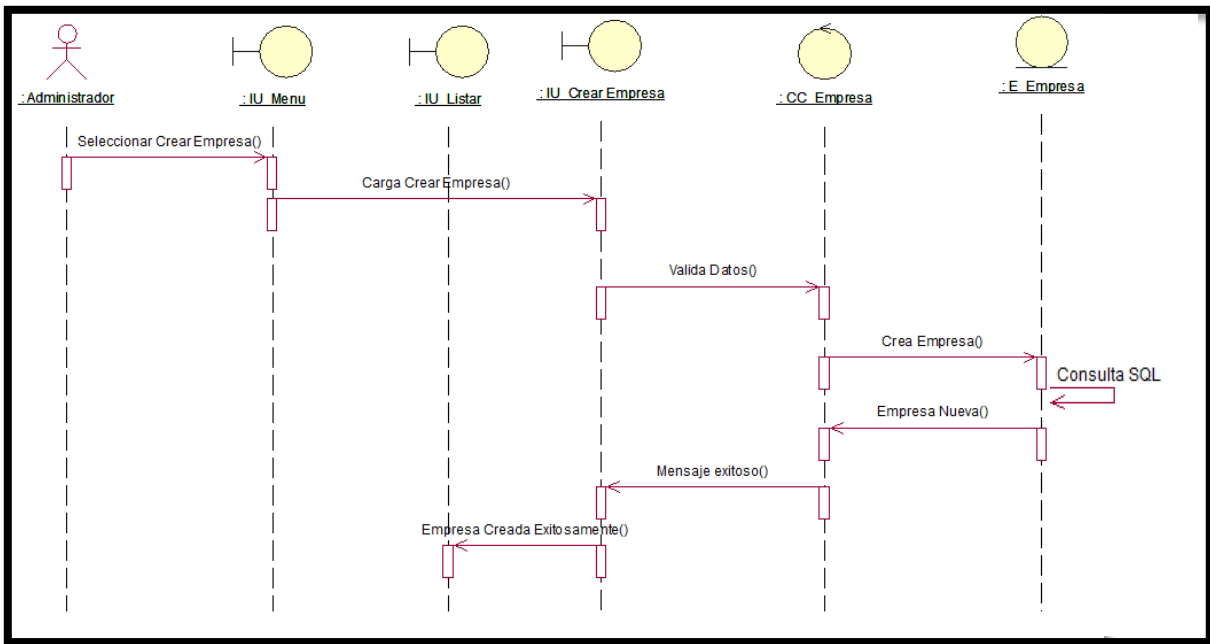 : Administrador
: IU_Menu
: IU_Listar
: IU_Crear Empresa
: CC_Empresa
: E_Empresa
Seleccionar Crear Empresa()
Carga Crear Empresa()
Valida Datos()
Crea Empresa()
Consulta SQL
Empresa Nueva()
Mensaje exitoso()
Empresa Creada Exitosamente()